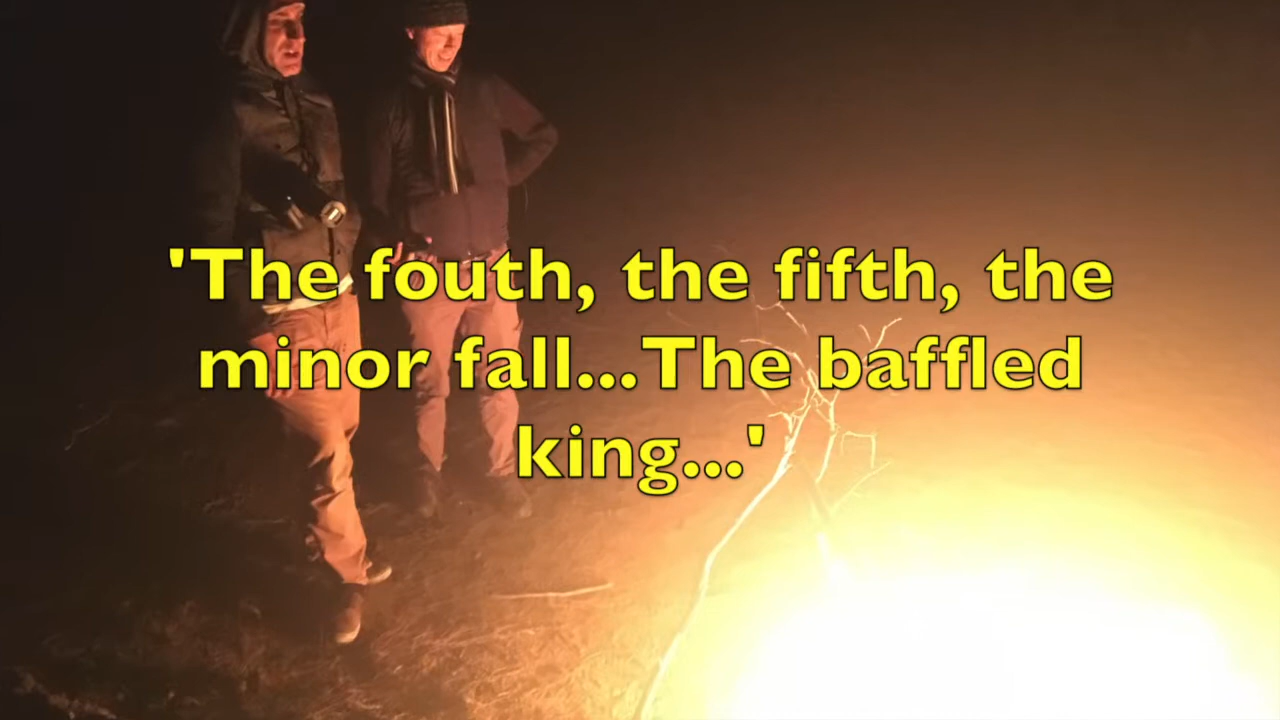 'The fouth, the fifth, the
minor fall...The baffled
king...'